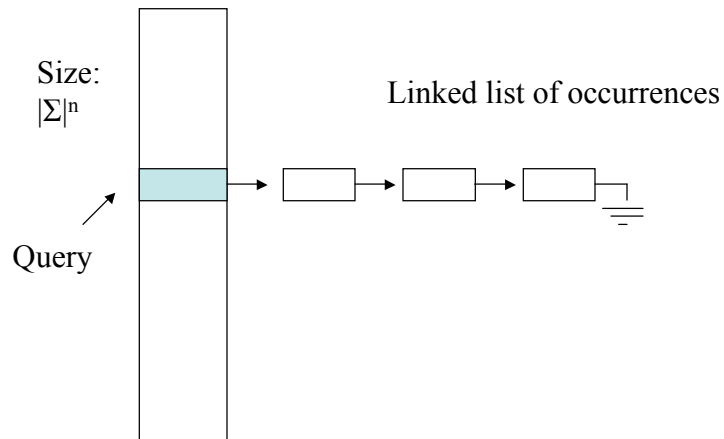 Size:
|Σ|ⁿ
Linked list of occurrences
Query